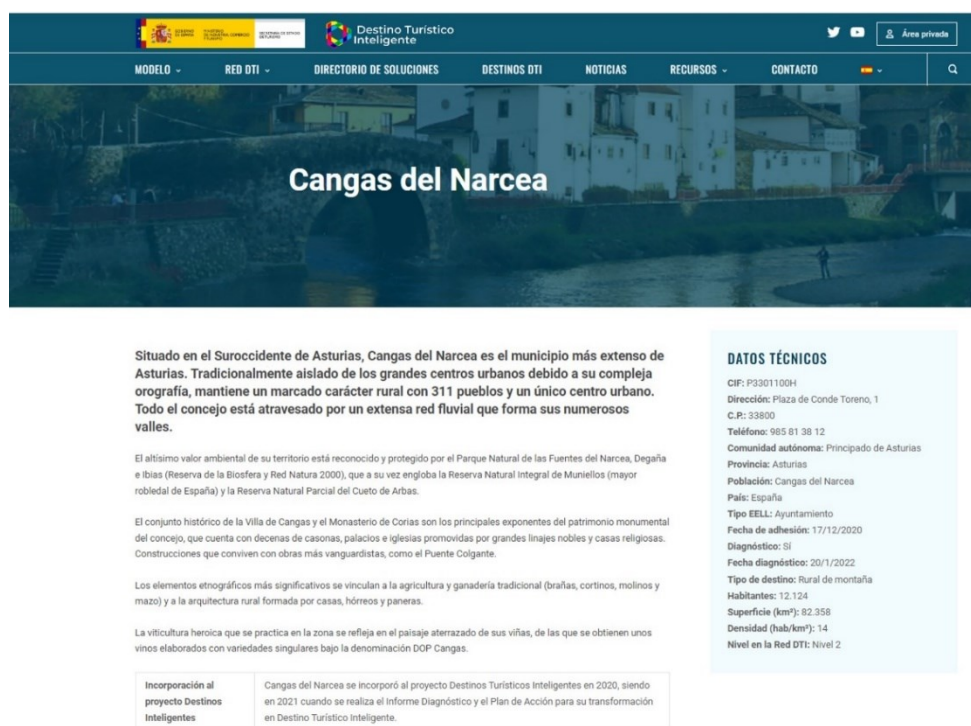 GOBIERNO
DE ESPAÑA
MINISTERIO
DE INDUSTRIA, COMERCIO
Y TURISMO
SECRETARÍA DE ESTADO
DE TURISMO
Destino Turístico
Inteligente
Área privada
MODELO
RED DTI
DIRECTORIO DE SOLUCIONES
DESTINOS DTI
NOTICIAS
RECURSOS
CONTACTO
Cangas del Narcea
Situado en el Suroccidente de Asturias, Cangas del Narcea es el municipio más extenso de
Asturias. Tradicionalmente aislado de los grandes centros urbanos debido a su compleja
orografía, mantiene un marcado carácter rural con 311 pueblos y un único centro urbano.
Todo el concejo está atravesado por un extensa red fluvial que forma sus numerosos
valles.
El altísimo valor ambiental de su territorio está reconocido y protegido por el Parque Natural de las Fuentes del Narcea, Degaña
e Ibias (Reserva de la Biosfera y Red Natura 2000), que a su vez engloba la Reserva Natural Integral de Muniellos (mayor
robledal de España) y la Reserva Natural Parcial del Cueto de Arbas.
El conjunto histórico de la Villa de Cangas y el Monasterio de Corias son los principales exponentes del patrimonio monumental
del concejo, que cuenta con decenas de casonas, palacios e iglesias promovidas por grandes linajes nobles y casas religiosas.
Construcciones que conviven con obras más vanguardistas, como el Puente Colgante.
Los elementos etnográficos más significativos se vinculan a la agricultura y ganadería tradicional (brañas, cortinos, molinos y
mazo) y a la arquitectura rural formada por casas, hórreos y paneras.
La viticultura heroica que se practica en la zona se refleja en el paisaje aterrazado de sus viñas, de las que se obtienen unos
vinos elaborados con variedades singulares bajo la denominación DOP Cangas.
Incorporación al
proyecto Destinos
Inteligentes
Cangas del Narcea se incorporó al proyecto Destinos Turísticos Inteligentes en 2020, siendo
en 2021 cuando se realiza el Informe Diagnóstico y el Plan de Acción para su transformación
en Destino Turístico Inteligente.
DATOS TÉCNICOS
CIF: P3301100H
Dirección: Plaza de Conde Toreno, 1
C.P.: 33800
Teléfono: 985 81 38 12
Comunidad autónoma: Principado de Asturias
Provincia: Asturias
Población: Cangas del Narcea
País: España
Tipo EELL: Ayuntamiento
Fecha de adhesión: 17/12/2020
Diagnóstico: Sí
Fecha diagnóstico: 20/1/2022
Tipo de destino: Rural de montaña
Habitantes: 12.124
Superficie (km²): 82.358
Densidad (hab/km²): 14
Nivel en la Red DTI: Nivel 2